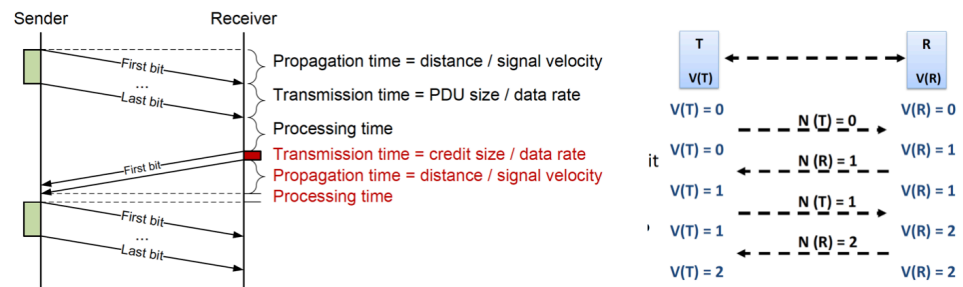 Sender
Receiver
First bit
...
Last bit
Propagation time = distance / signal velocity
Transmission time = PDU size / data rate
Processing time
First bit
Transmission time = credit size / data rate
Propagation time = distance / signal velocity
Processing time
First bit
...
Last bit
T
V(T)
R
V(R)
V(T) = 0
V(R) = 0
N (T) = 0
V(T) = 0
V(R) = 1
N (R) = 1
V(T) = 1
V(R) = 1
N (T) = 1
V(T) = 1
V(R) = 2
N (R) = 2
V(T) = 2
V(R) = 2
it